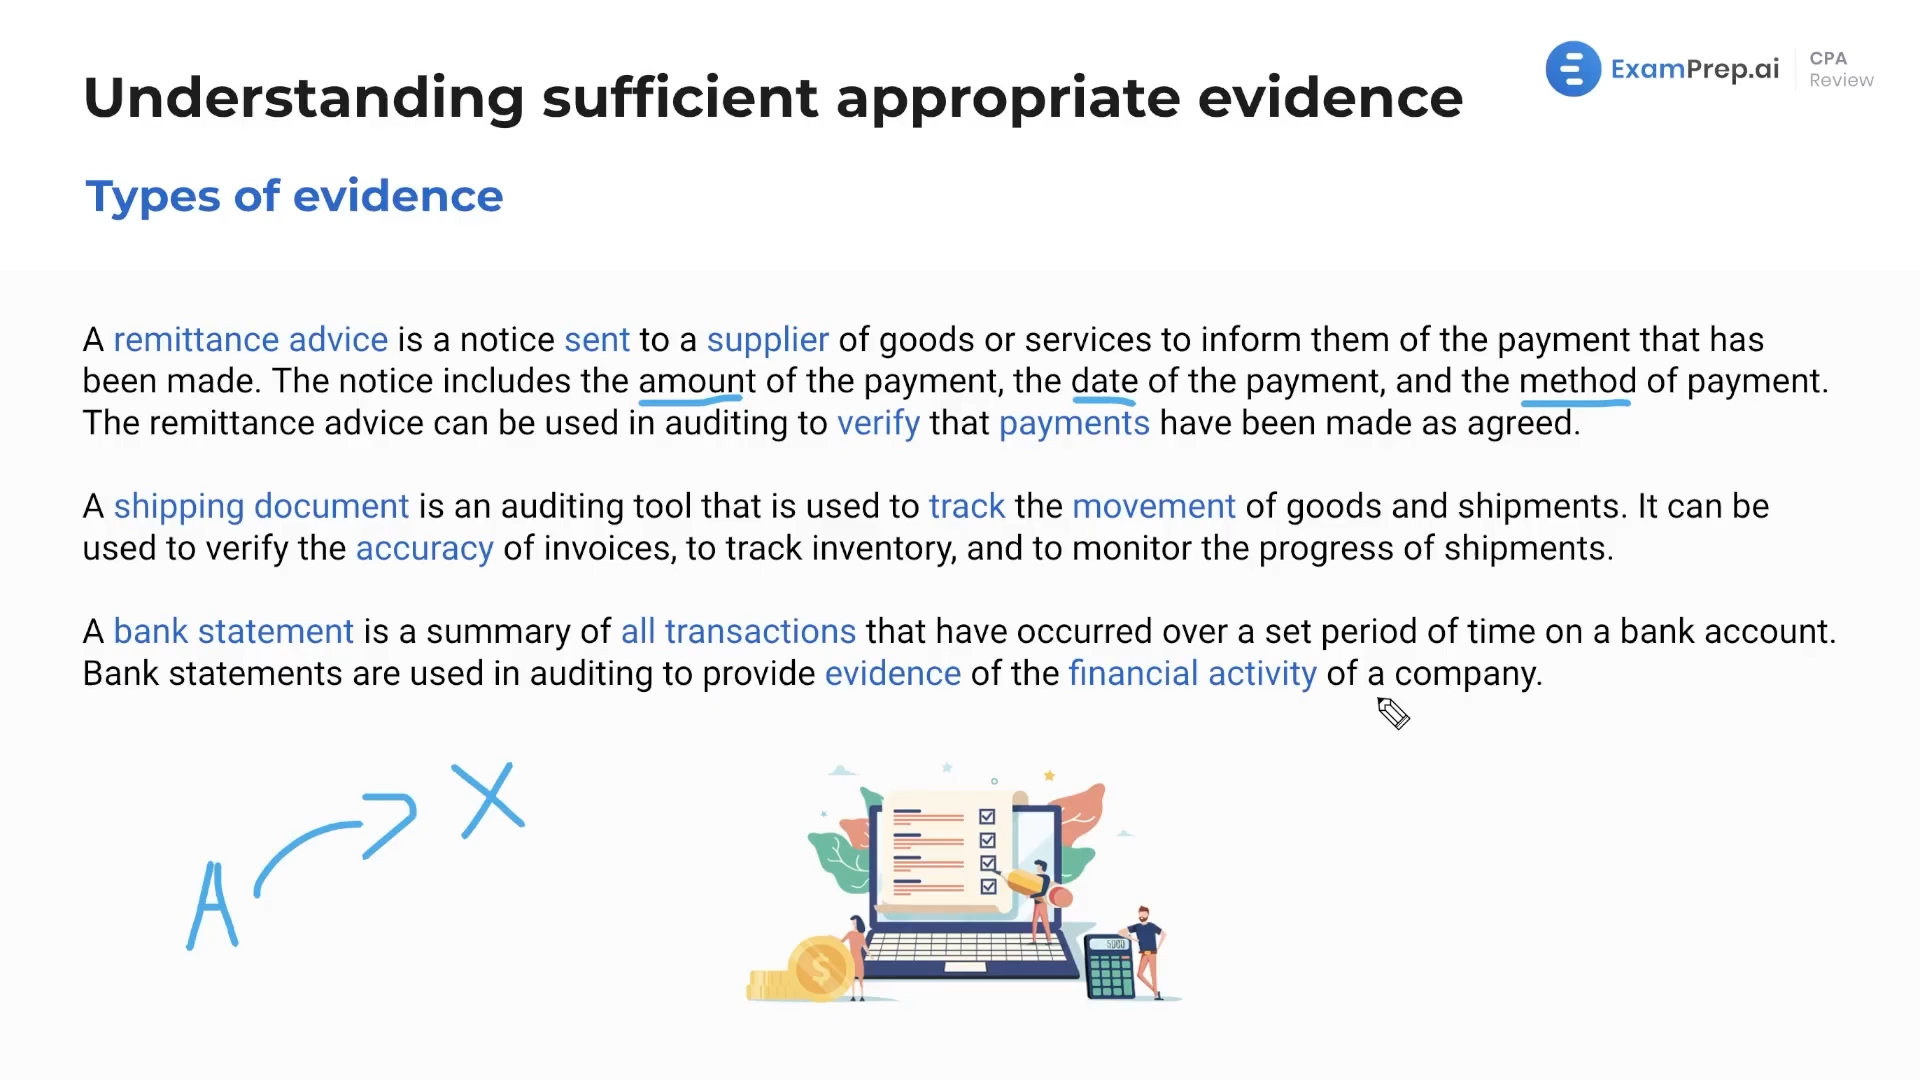 Understanding sufficient appropriate evidence
ExamPrep.ai
CPA
Review
Types of evidence
A remittance advice is a notice sent to a supplier of goods or services to inform them of the payment that has
been made. The notice includes the amount of the payment, the date of the payment, and the method of payment.
The remittance advice can be used in auditing to verify that payments have been made as agreed.
A shipping document is an auditing tool that is used to track the movement of goods and shipments. It can be
used to verify the accuracy of invoices, to track inventory, and to monitor the progress of shipments.
A bank statement is a summary of all transactions that have occurred over a set period of time on a bank account.
Bank statements are used in auditing to provide evidence of the financial activity of a company.
X
A
$